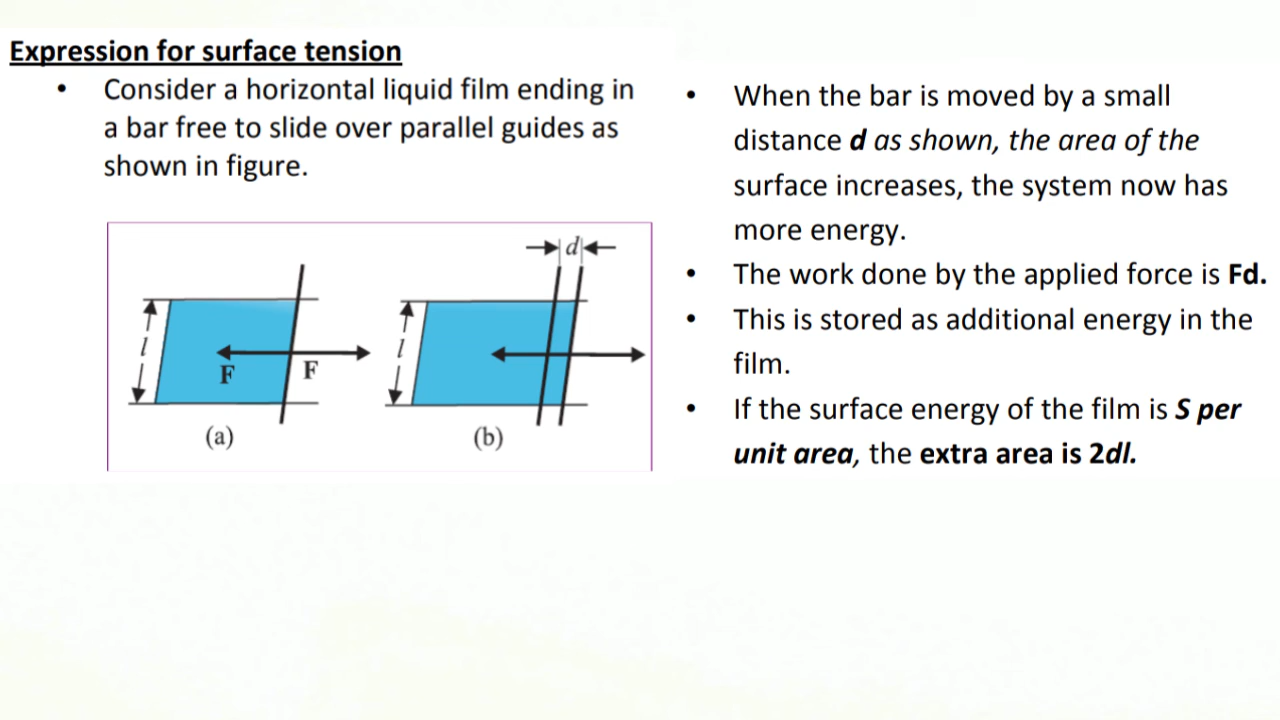 Expression for surface tension
• Consider a horizontal liquid film ending in
a bar free to slide over parallel guides as
shown in figure.
l
F
F
(a)
d
l
(b)
• When the bar is moved by a small
distance d as shown, the area of the
surface increases, the system now has
more energy.
• The work done by the applied force is Fd.
• This is stored as additional energy in the
film.
• If the surface energy of the film is S per
unit area, the extra area is 2dl.